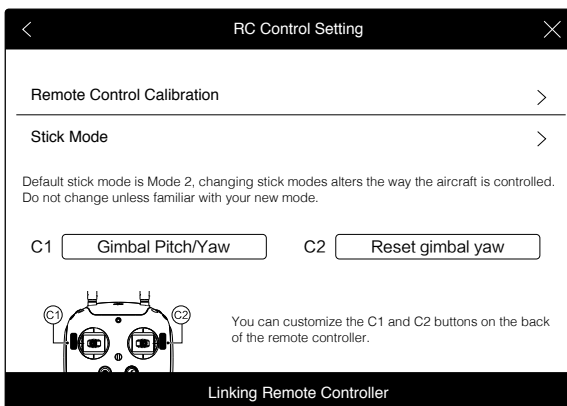 RC Control Setting
Remote Control Calibration
Stick Mode
Default stick mode is Mode 2, changing stick modes alters the way the aircraft is controlled.
Do not change unless familiar with your new mode.
C1 Gimbal Pitch/Yaw C2 Reset gimbal yaw
C1 C2
You can customize the C1 and C2 buttons on the back
of the remote controller.
Linking Remote Controller